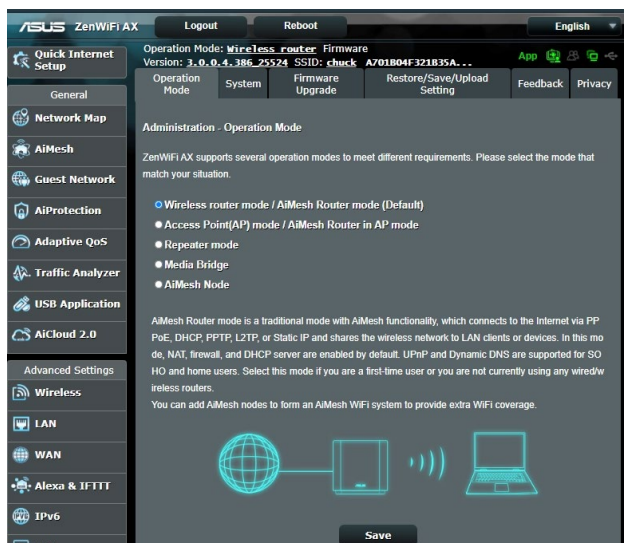 ASUS ZenWiFi AX
Logout
Reboot
English
Quick Internet
Setup
Operation Mode: Wireless router Firmware
Version: 3.0.0.4.386_25524 SSID: chuck A701B04F321B35A...
App
Operation
Mode
System
Firmware
Upgrade
Restore/Save/Upload
Setting
Feedback
Privacy
General
Network Map
AiMesh
Guest Network
AiProtection
Adaptive QoS
Traffic Analyzer
USB Application
AiCloud 2.0
Advanced Settings
Wireless
LAN
WAN
Alexa & IFTTT
IPv6
Administration - Operation Mode
ZenWiFi AX supports several operation modes to meet different requirements. Please select the mode that
match your situation.
Wireless router mode / AiMesh Router mode (Default)
Access Point(AP) mode / AiMesh Router in AP mode
Repeater mode
Media Bridge
AiMesh Node
AiMesh Router mode is a traditional mode with AiMesh functionality, which connects to the Internet via PP
PoE, DHCP, PPTP, L2TP, or Static IP and shares the wireless network to LAN clients or devices. In this mo
de, NAT, firewall, and DHCP server are enabled by default. UPnP and Dynamic DNS are supported for SO
HO and home users. Select this mode if you are a first-time user or you are not currently using any wired/w
ireless routers.
You can add AiMesh nodes to form an AiMesh WiFi system to provide extra WiFi coverage.
Save